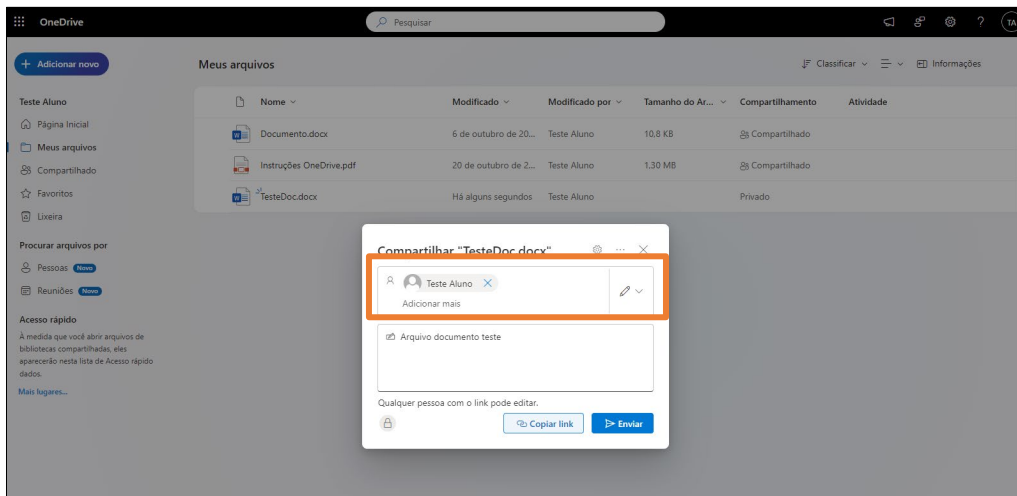 OneDrive
Pesquisar
?
TA
+ Adicionar novo
Meus arquivos
Classificar
Informações
Teste Aluno
Página Inicial
Meus arquivos
Compartilhado
Favoritos
Lixeira
Procurar arquivos por
Pessoas Novo
Reuniões Novo
Acesso rápido
À medida que você abrir arquivos de
bibliotecas compartilhadas, eles
aparecerão nesta lista de Acesso rápido
dados.
Mais lugares...
Nome Modificado Modificado por Tamanho do Ar... Compartilhamento Atividade
Documento.docx 6 de outubro de 20... Teste Aluno 10,8 KB Compartilhado
Instruções OneDrive.pdf 20 de outubro de 2... Teste Aluno 1,30 MB Compartilhado
TesteDoc.docx Há alguns segundos Teste Aluno Privado
Compartilhar "TesteDoc.docx"
Teste Aluno
Adicionar mais
Arquivo documento teste
Qualquer pessoa com o link pode editar.
Copiar link
Enviar